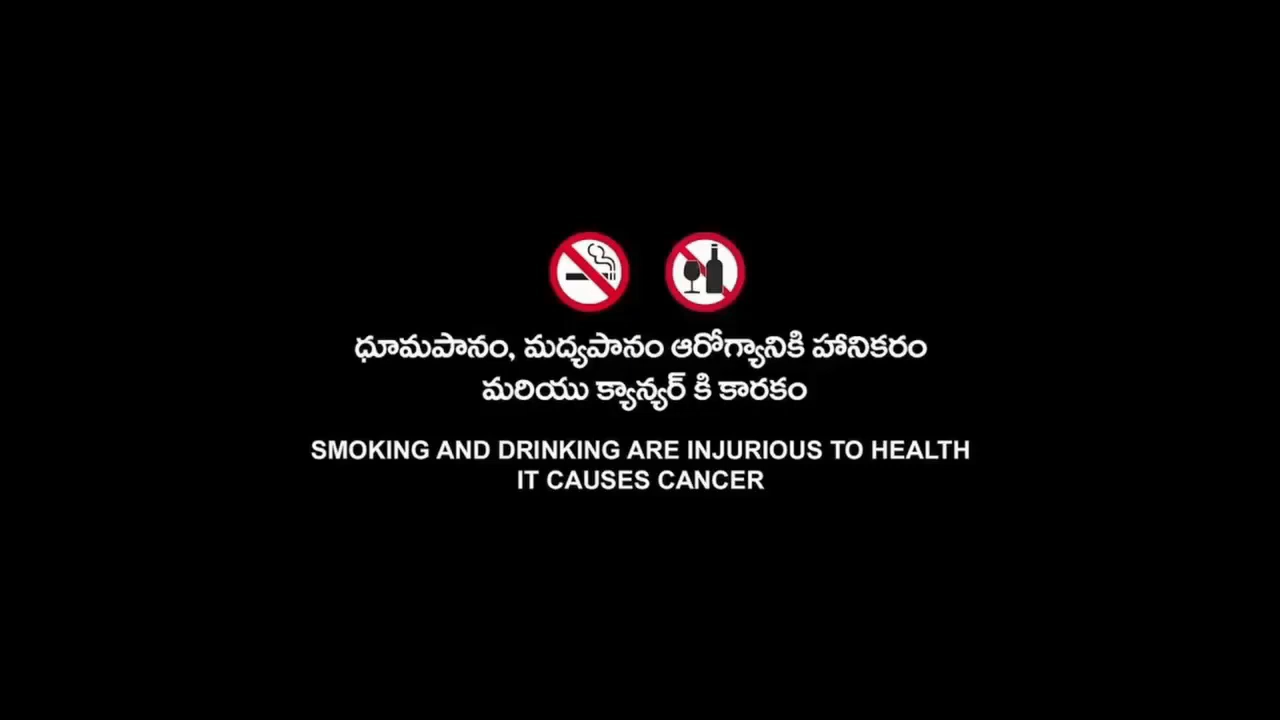 ధూమపానం, మద్యపానం ఆరోగ్యానికి హానికరం
మరియు క్యాన్సర్ కి కారకం
SMOKING AND DRINKING ARE INJURIOUS TO HEALTH
IT CAUSES CANCER